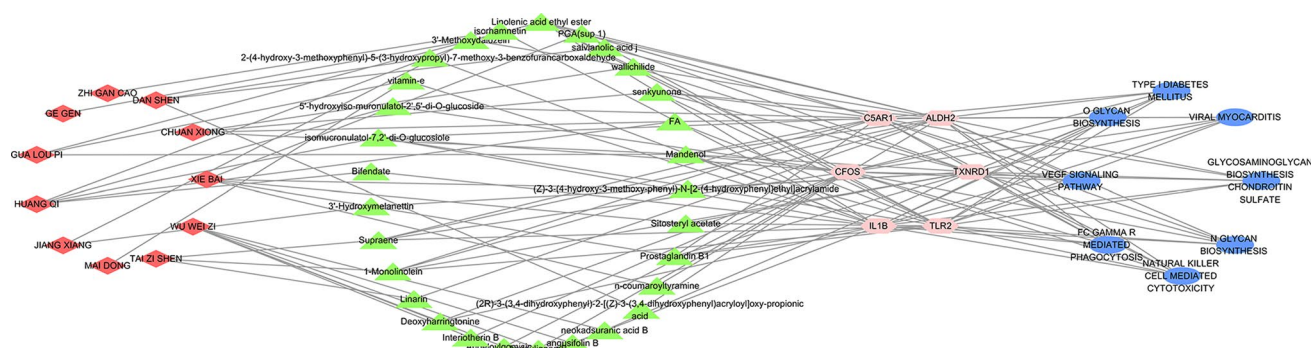 ZHI GAN CAO
DAN SHEN
GE GEN
CHUAN XIONG
GUA LOU PI
XIE BAI
HUANG QI
WU WEI ZI
JIANG XIANG
TAI ZI SHEN
MAI DONG
Linolenic acid ethyl ester
isorhamnetin
PGA(sup 1)
3'-Methoxydaidzein
salvianolic acid j
2-(4-hydroxy-3-methoxyphenyl)-5-(3-hydroxypropyl)-7-methoxy-3-benzofurancarboxaldehyde
wallichilide
vitamin-e
senkyunone
5'-hydroxyiso-muronulatol-2',5'-di-O-glucoside
FA
isomucronulatol-7,2'-di-O-glucosiole
Mandenol
Bifendate
(Z)-3-(4-hydroxy-3-methoxy-phenyl)-N-[2-(4-hydroxyphenyl)ethyl]acrylamide
3'-Hydroxymelanettin
Sitosteryl acetate
Supraene
Prostaglandin B1
1-Monolinolein
n-coumaroyltyramine
Linarin
(2R)-3-(3,4-dihydroxyphenyl)-2-[(Z)-3-(3,4-dihydroxyphenyl)acryloyl]oxy-propionic
acid
Deoxyharringtonine
neokadsuranic acid B
Interiotherin B
angusifolin B
C5AR1
ALDH2
CFOS
TXNRD1
IL1B
TLR2
TYPE I DIABETES
MELLITUS
O GLYCAN
BIOSYNTHESIS
VIRAL MYOCARDITIS
GLYCOSAMINOGLYCAN
BIOSYNTHESIS
CHONDROITIN
SULFATE
VEGF SIGNALING
PATHWAY
FC GAMMA R
MEDIATED
PHAGOCYTOSIS
N GLYCAN
BIOSYNTHESIS
NATURAL KILLER
CELL MEDIATED
CYTOTOXICITY